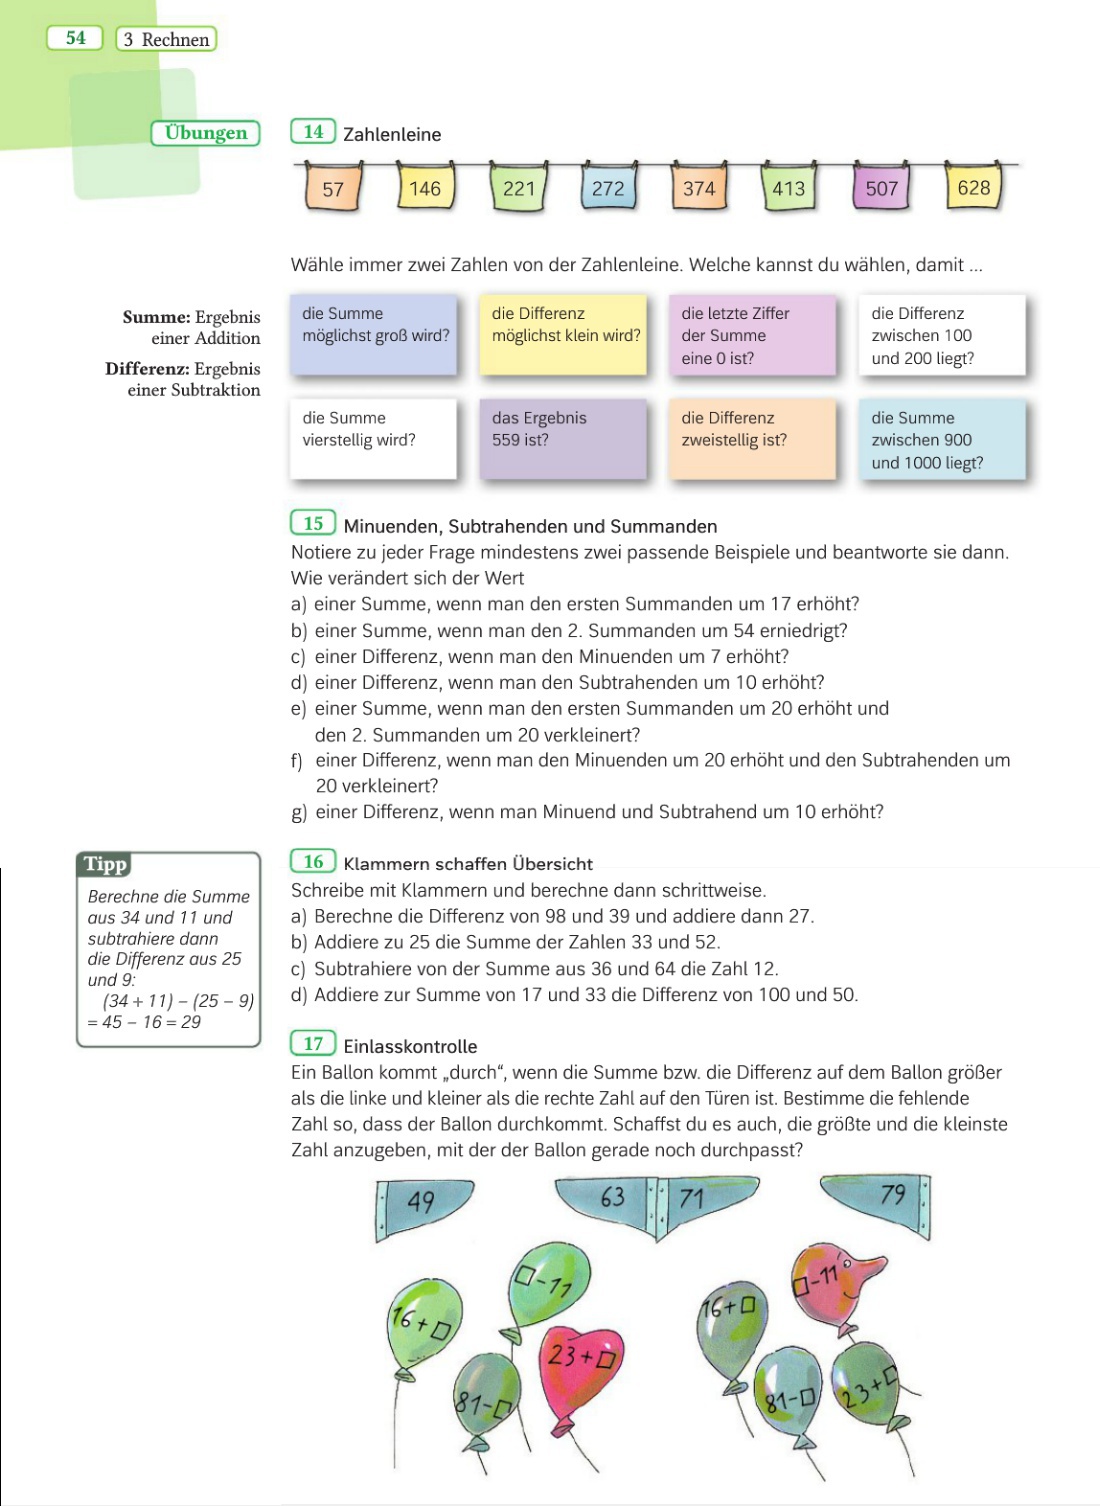 54
3 Rechnen
Übungen
14 Zahlenleine
57 146 221 272 374 413 507 628
Wähle immer zwei Zahlen von der Zahlenleine. Welche kannst du wählen, damit ...
Summe: Ergebnis
einer Addition
Differenz: Ergebnis
einer Subtraktion
die Summe
möglichst groß wird?
die Differenz
möglichst klein wird?
die letzte Ziffer
der Summe
eine 0 ist?
die Differenz
zwischen 100
und 200 liegt?
die Summe
vierstellig wird?
das Ergebnis
559 ist?
die Differenz
zweistellig ist?
die Summe
zwischen 900
und 1000 liegt?
15 Minuenden, Subtrahenden und Summanden
Notiere zu jeder Frage mindestens zwei passende Beispiele und beantworte sie dann.
Wie verändert sich der Wert
a) einer Summe, wenn man den ersten Summanden um 17 erhöht?
b) einer Summe, wenn man den 2. Summanden um 54 erniedrigt?
c) einer Differenz, wenn man den Minuenden um 7 erhöht?
d) einer Differenz, wenn man den Subtrahenden um 10 erhöht?
e) einer Summe, wenn man den ersten Summanden um 20 erhöht und
den 2. Summanden um 20 verkleinert?
f) einer Differenz, wenn man den Minuenden um 20 erhöht und den Subtrahenden um
20 verkleinert?
g) einer Differenz, wenn man Minuend und Subtrahend um 10 erhöht?
Tipp
Berechne die Summe
aus 34 und 11 und
subtrahiere dann
die Differenz aus 25
und 9:
(34 + 11) – (25 – 9)
= 45 – 16 = 29
16 Klammern schaffen Übersicht
Schreibe mit Klammern und berechne dann schrittweise.
a) Berechne die Differenz von 98 und 39 und addiere dann 27.
b) Addiere zu 25 die Summe der Zahlen 33 und 52.
c) Subtrahiere von der Summe aus 36 und 64 die Zahl 12.
d) Addiere zur Summe von 17 und 33 die Differenz von 100 und 50.
17 Einlasskontrolle
Ein Ballon kommt „durch“, wenn die Summe bzw. die Differenz auf dem Ballon größer
als die linke und kleiner als die rechte Zahl auf den Türen ist. Bestimme die fehlende
Zahl so, dass der Ballon durchkommt. Schaffst du es auch, die größte und die kleinste
Zahl anzugeben, mit der der Ballon gerade noch durchpasst?
49 63 71 79
□-11
16+□
23+□
81-□
□-11
16+□
81-□
23+□